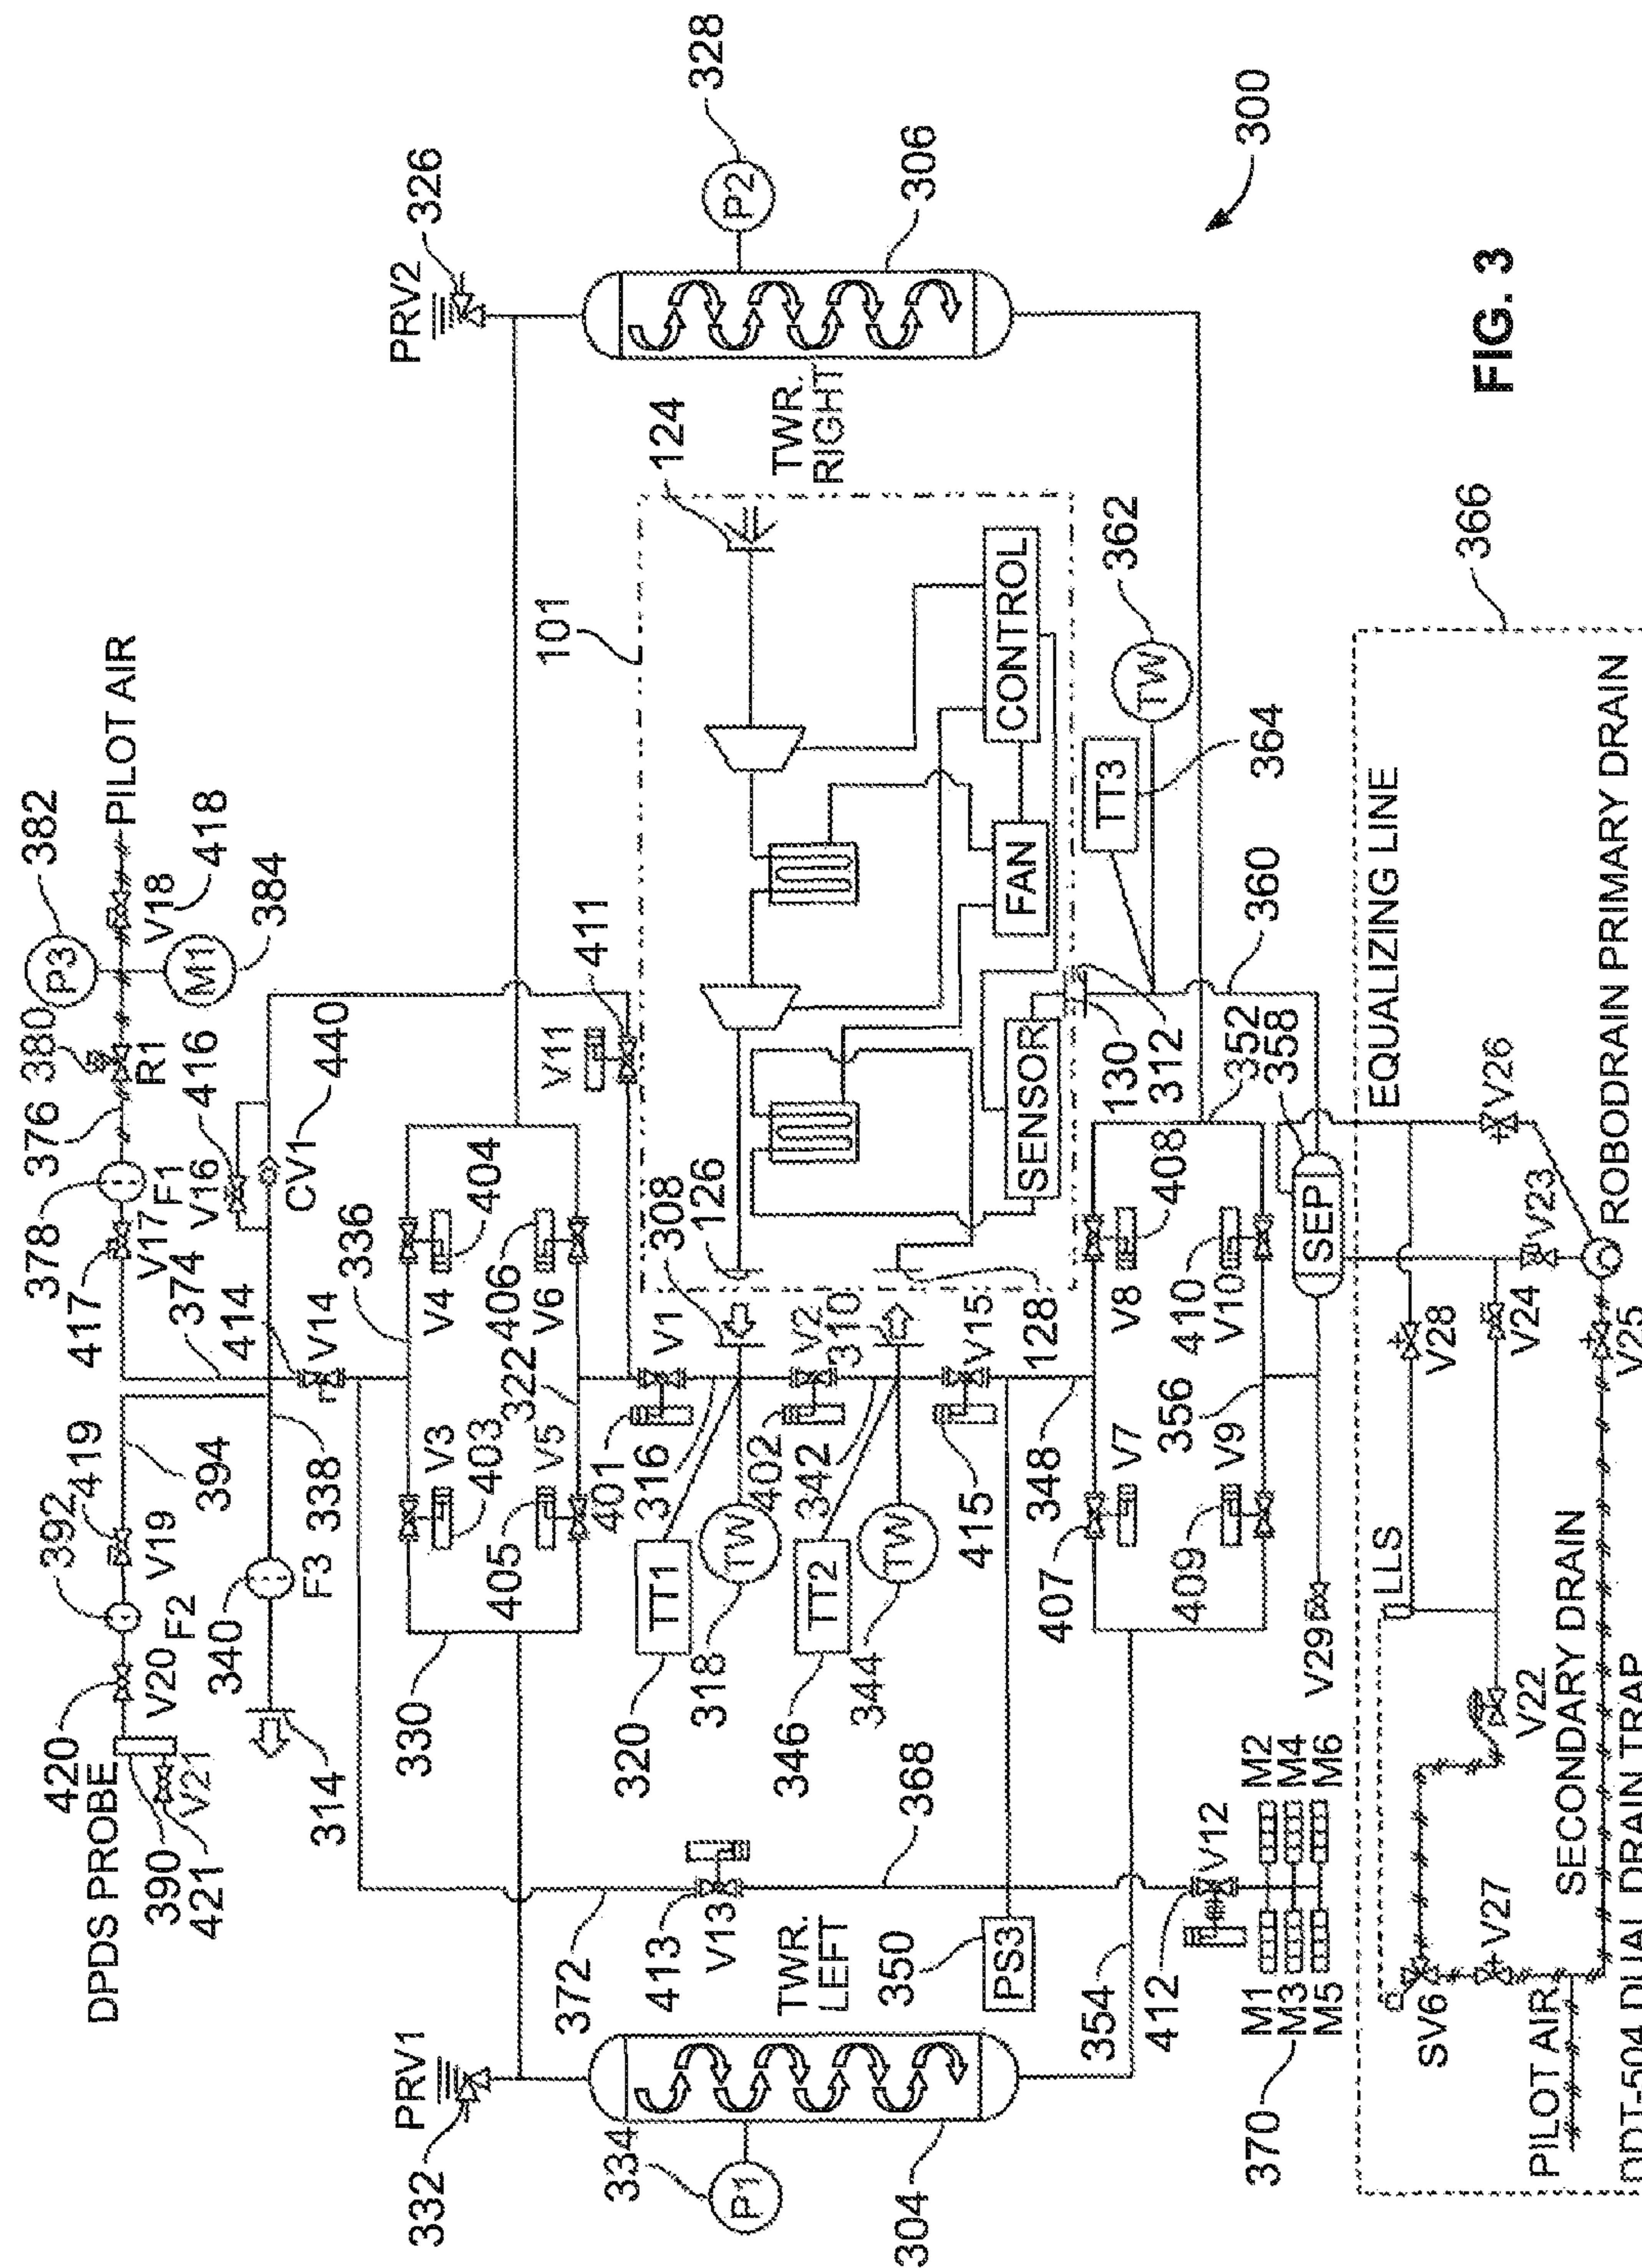 332
PRV1
334
P1
304
TWR.
LEFT
DPDS PROBE
420
V20
390
421
V21
392
F2
419
V19
394
314
340
F3
338
417
V17
374
414
V14
378
F1
376
380
R1
P3
382
M1
384
V18
418
PILOT AIR
V16
416
CV1
440
336
330
V3
403
V4
404
405
V5
V6
406
322
V11
411
372
413
V13
368
401
V1
316
TT1
320
TW
318
402
V2
342
TT2
346
TW
344
308
126
310
128
415
V15
348
350
PS3
354
412
V12
370
M1
M2
M3
M4
M5
M6
101
124
CONTROL
FAN
SENSOR
130
312
TWR.
RIGHT
PRV2
326
P2
328
306
300
TW
362
TT3
364
360
352
358
407
V7
V8
408
409
V9
V10
410
356
SEP
V29
366
EQUALIZING LINE
LLS
V28
V26
V24
V23
V22
V25
V27
SV6
SECONDARY DRAIN
PILOT AIR
ROBODRAIN PRIMARY DRAIN
DDT-504 DUAL DRAIN TRAP
FIG. 3